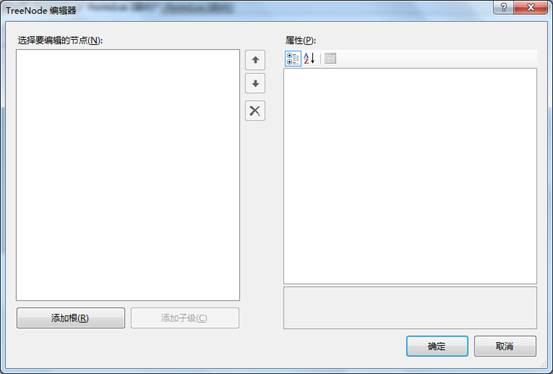 TreeNode 编辑器
选择要编辑的节点(N):
属性(P):
添加根(R)
添加子级(C)
确定
取消